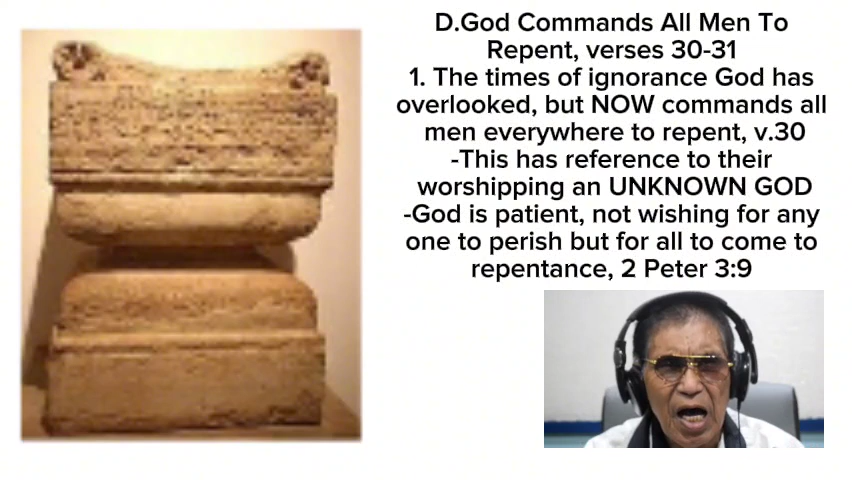 D.God Commands All Men To
Repent, verses 30-31
1. The times of ignorance God has
overlooked, but NOW commands all
men everywhere to repent, v.30
-This has reference to their
worshipping an UNKNOWN GOD
-God is patient, not wishing for any
one to perish but for all to come to
repentance, 2 Peter 3:9